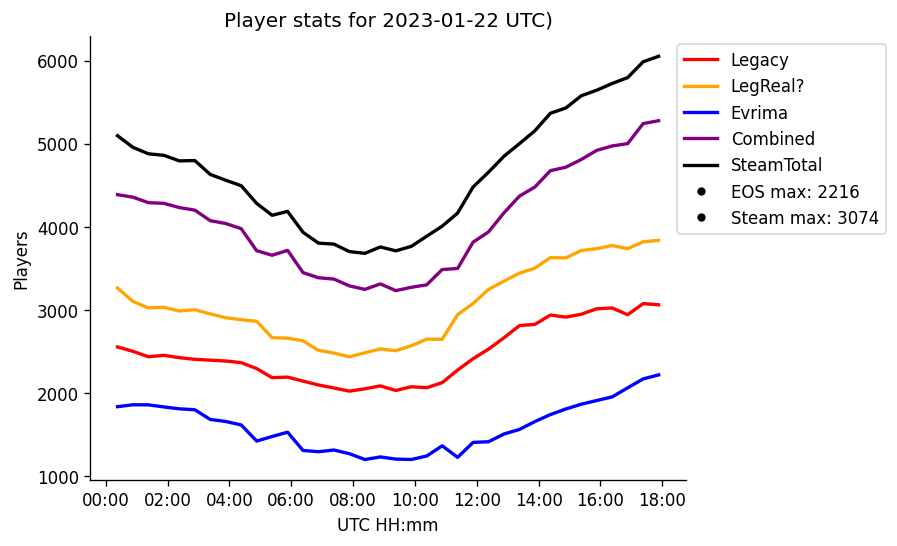 Player stats for 2023-01-22 UTC)
6000
5000
4000
3000
2000
1000
Players
00:00 02:00 04:00 06:00 08:00 10:00 12:00 14:00 16:00 18:00
UTC HH:mm
Legacy
LegReal?
Evrima
Combined
SteamTotal
EOS max: 2216
Steam max: 3074